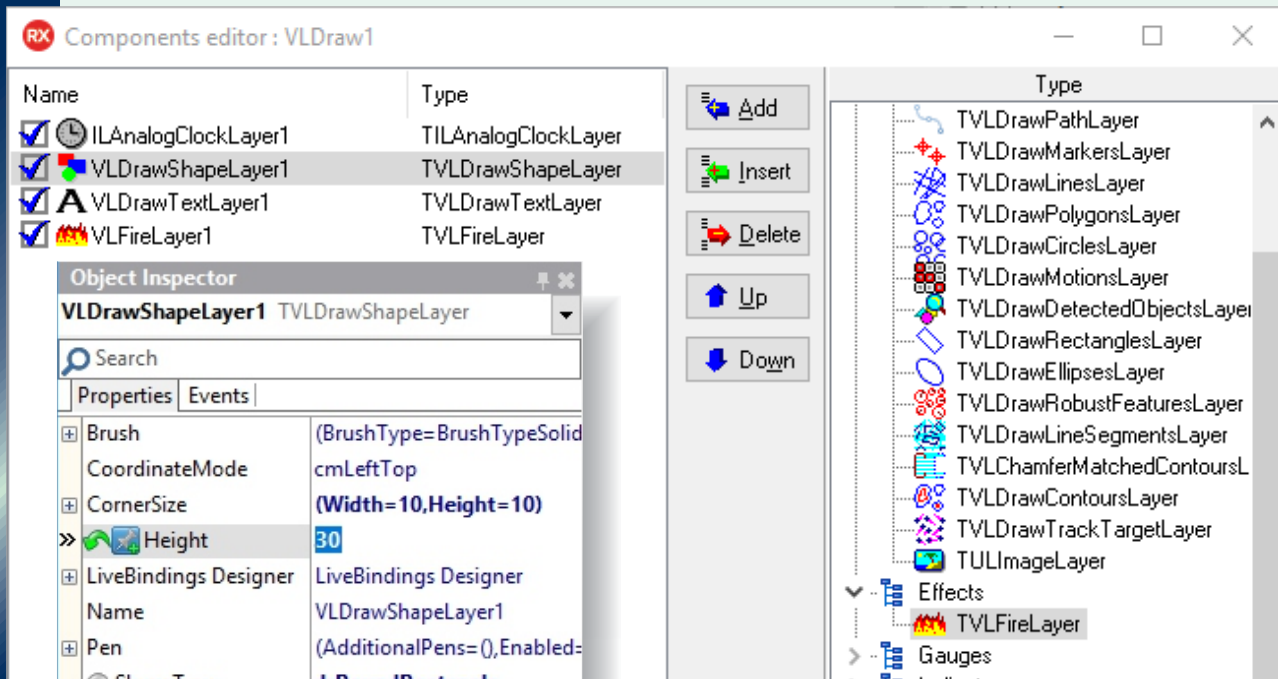 RX Components editor : VLDraw1
Name Type
ILAnalogClockLayer1 TILAnalogClockLayer
VLDrawShapeLayer1 TVLDrawShapeLayer
A VLDrawTextLayer1 TVLDrawTextLayer
VLFireLayer1 TVLFireLayer
Object Inspector
VLDrawShapeLayer1 TVLDrawShapeLayer
Search
Properties Events
Brush (BrushType=BrushTypeSolid
CoordinateMode cmLeftTop
CornerSize (Width=10,Height=10)
Height 30
LiveBindings Designer LiveBindings Designer
Name VLDrawShapeLayer1
Pen (AdditionalPens=(),Enabled=
Add
Insert
Delete
Up
Down
Type
TVLDrawPathLayer
TVLDrawMarkersLayer
TVLDrawLinesLayer
TVLDrawPolygonsLayer
TVLDrawCirclesLayer
TVLDrawMotionsLayer
TVLDrawDetectedObjectsLayer
TVLDrawRectanglesLayer
TVLDrawEllipsesLayer
TVLDrawRobustFeaturesLayer
TVLDrawLineSegmentsLayer
TVLChamferMatchedContoursL
TVLDrawContoursLayer
TVLDrawTrackTargetLayer
TULImageLayer
Effects
TVLFireLayer
Gauges